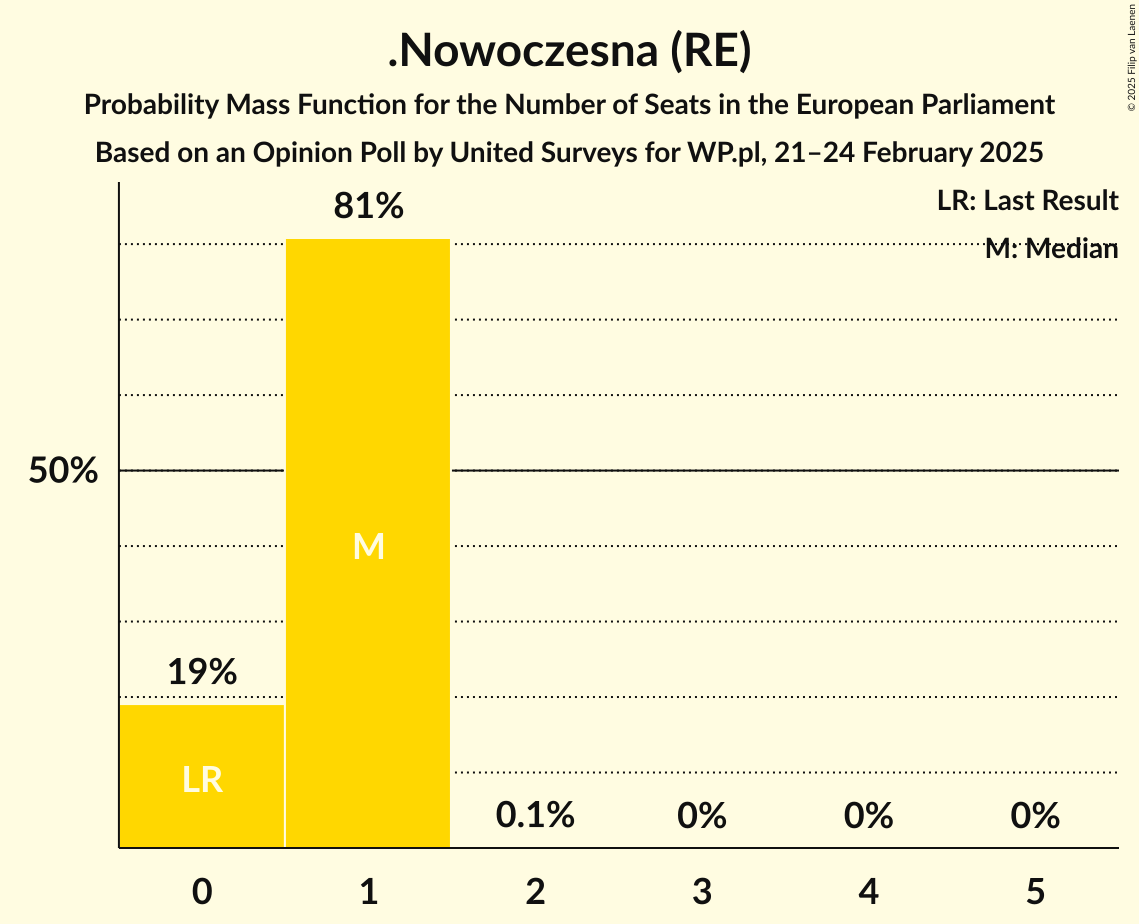 .Nowoczesna (RE)
Probability Mass Function for the Number of Seats in the European Parliament
Based on an Opinion Poll by United Surveys for WP.pl, 21–24 February 2025
© 2025 Filip van Laenen
LR: Last Result
M: Median
81%
50%
M
19%
LR
0.1%
0%
0%
0%
0
1
2
3
4
5